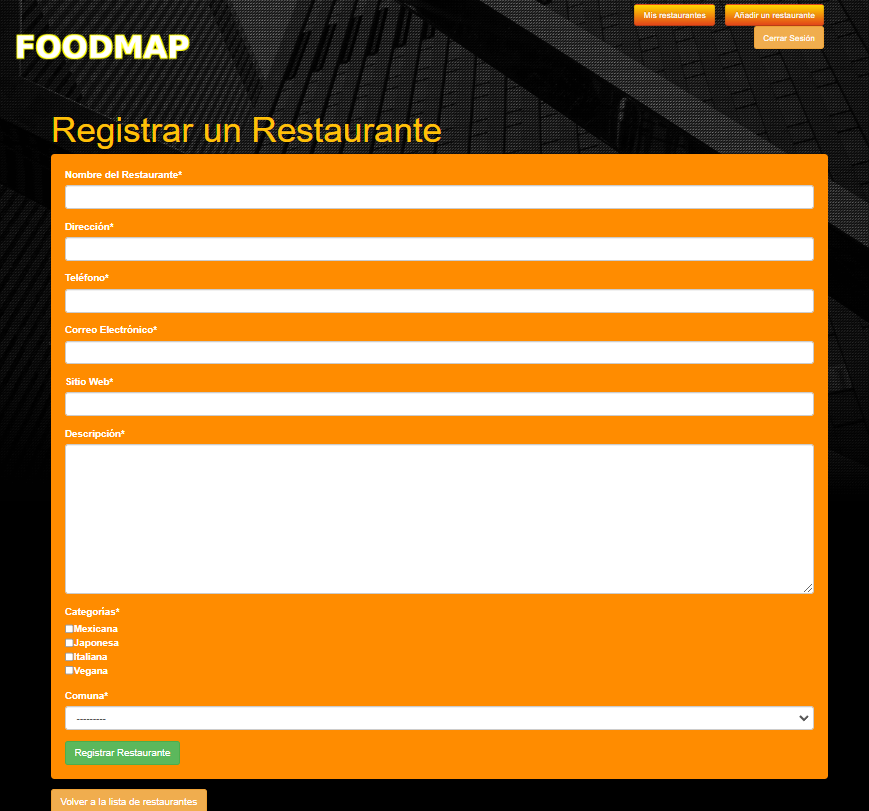 Mis restaurantes
Añadir un restaurante
Cerrar Sesión
FOODMAP
Registrar un Restaurante
Nombre del Restaurante*
Dirección*
Teléfono*
Correo Electrónico*
Sitio Web*
Descripción*
Categorías*
Mexicana
Japonesa
Italiana
Vegana
Comuna*
---------
Registrar Restaurante
Volver a la lista de restaurantes